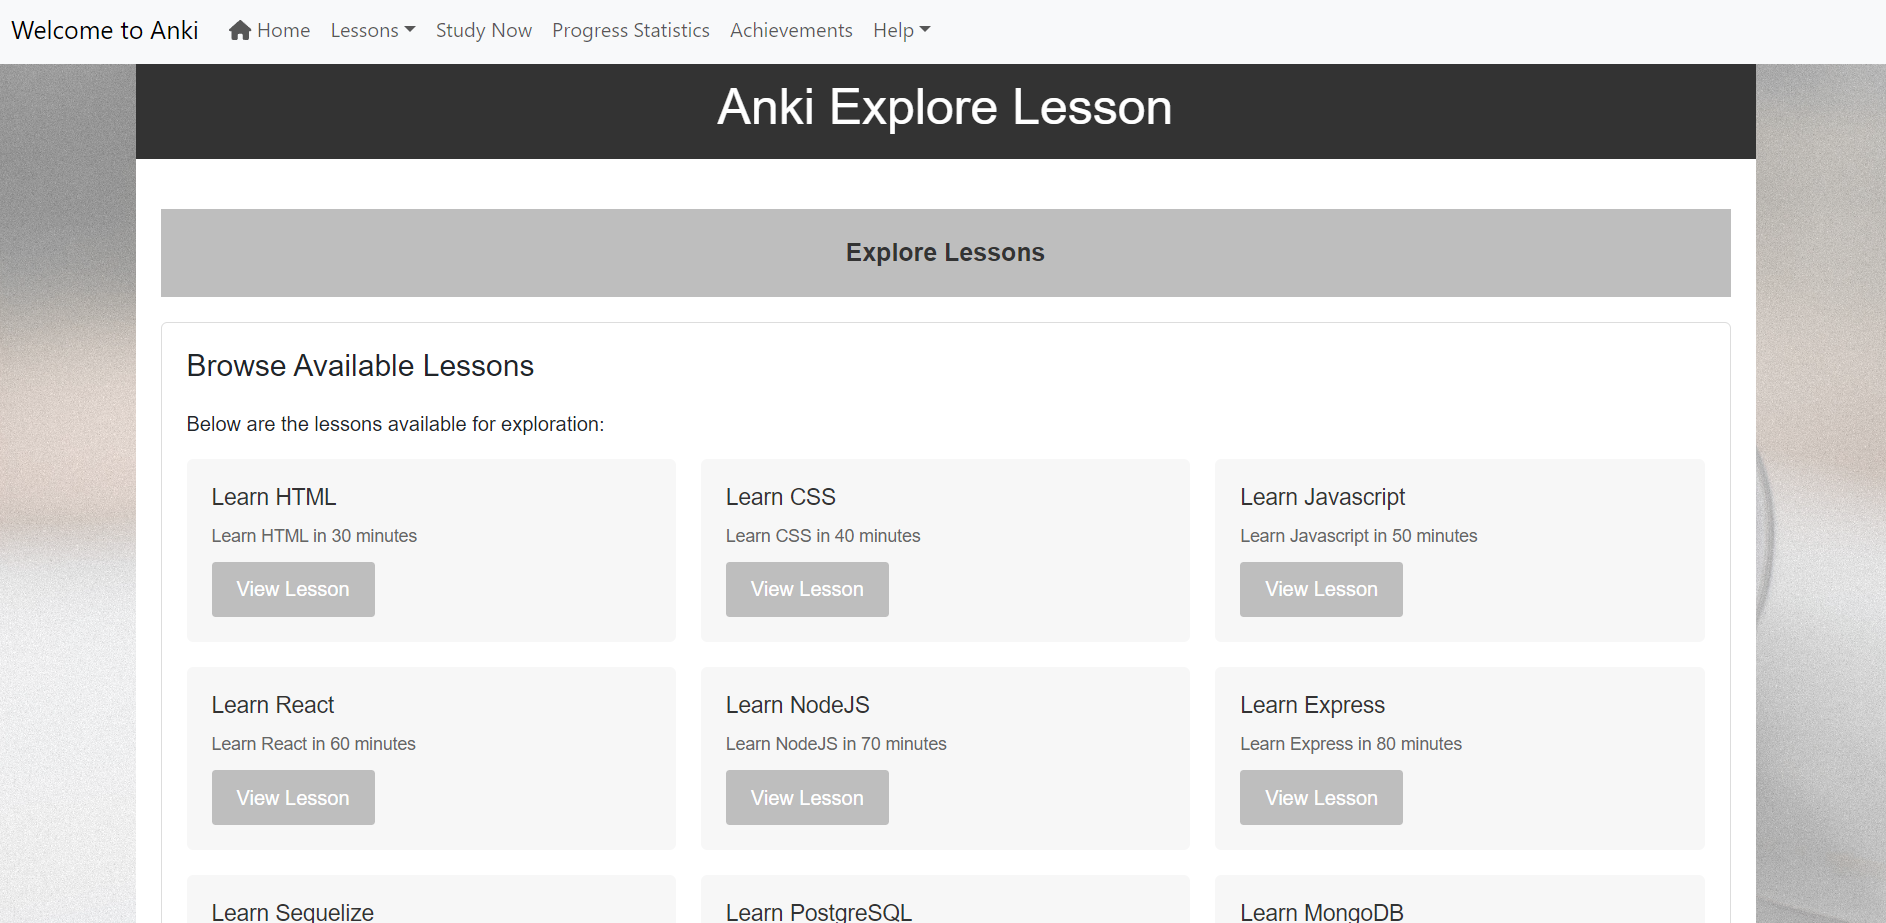 Welcome to Anki Home Lessons Study Now Progress Statistics Achievements Help
Anki Explore Lesson
Explore Lessons
Browse Available Lessons
Below are the lessons available for exploration:
Learn HTML
Learn HTML in 30 minutes
View Lesson
Learn CSS
Learn CSS in 40 minutes
View Lesson
Learn Javascript
Learn Javascript in 50 minutes
View Lesson
Learn React
Learn React in 60 minutes
View Lesson
Learn NodeJS
Learn NodeJS in 70 minutes
View Lesson
Learn Express
Learn Express in 80 minutes
View Lesson
Learn Sequelize
Learn PostgreSQL
Learn MongoDB